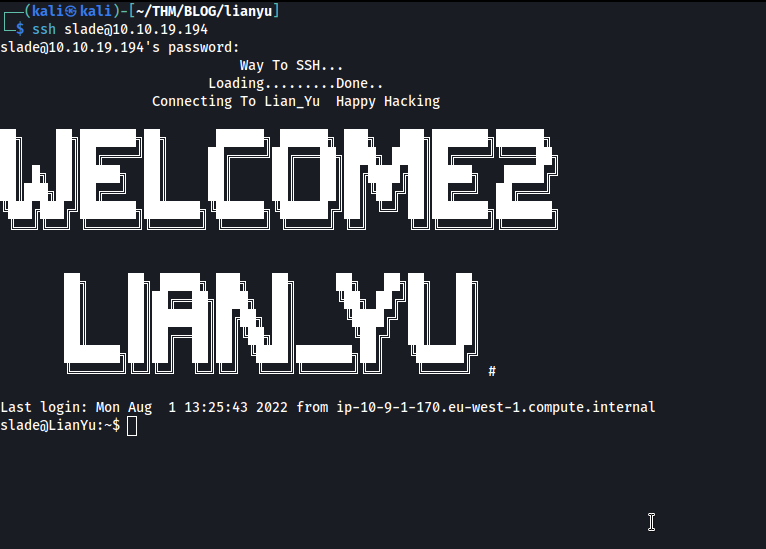 (kali㉿kali)-[~/THM/BLOG/lianyu]
$ ssh slade@10.10.19.194
slade@10.10.19.194's password:
Way To SSH...
Loading.........Done..
Connecting To Lian_Yu  Happy Hacking
WELCOME2
LIAN_YU #
Last login: Mon Aug  1 13:25:43 2022 from ip-10-9-1-170.eu-west-1.compute.internal
slade@LianYu:~$